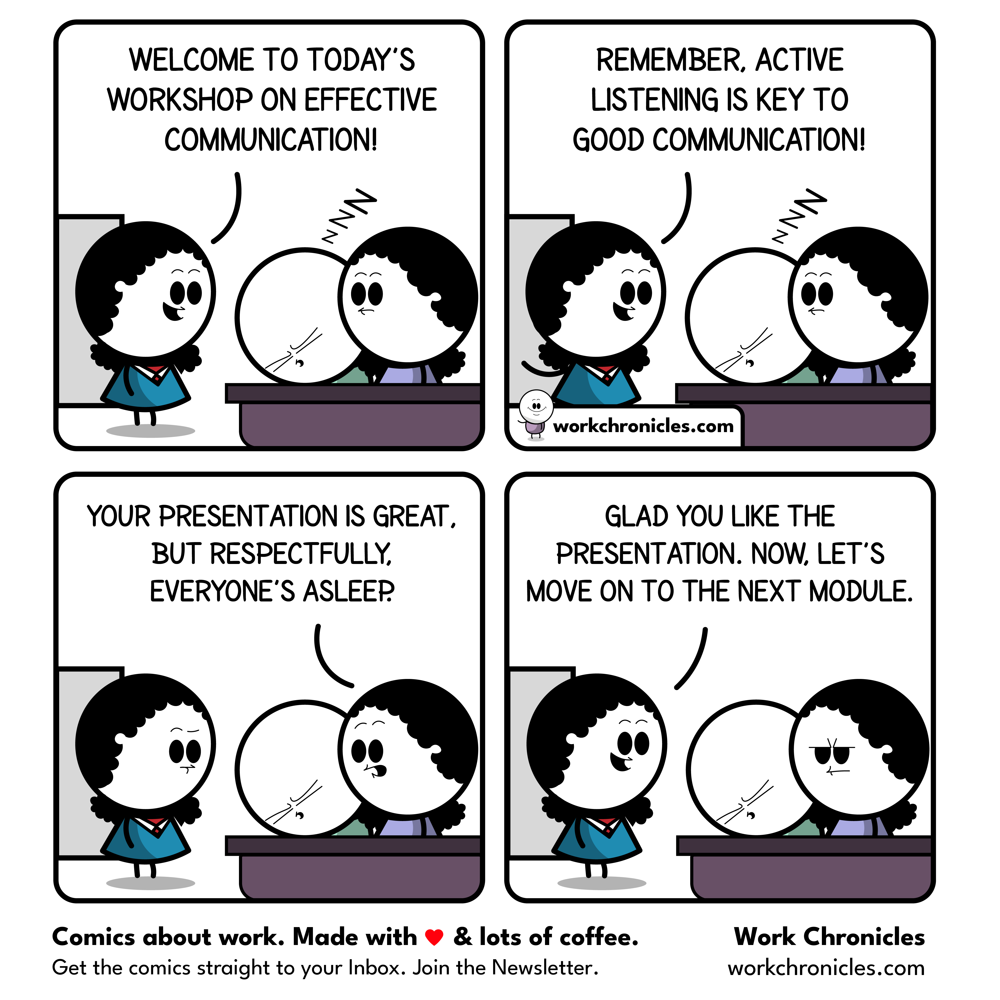 WELCOME TO TODAY'S
WORKSHOP ON EFFECTIVE
COMMUNICATION!
zzz
REMEMBER, ACTIVE
LISTENING IS KEY TO
GOOD COMMUNICATION!
zzz
workchronicles.com
YOUR PRESENTATION IS GREAT,
BUT RESPECTFULLY,
EVERYONE'S ASLEEP.
GLAD YOU LIKE THE
PRESENTATION. NOW, LET'S
MOVE ON TO THE NEXT MODULE.
Comics about work. Made with ❤ & lots of coffee.
Get the comics straight to your Inbox. Join the Newsletter.
Work Chronicles
workchronicles.com